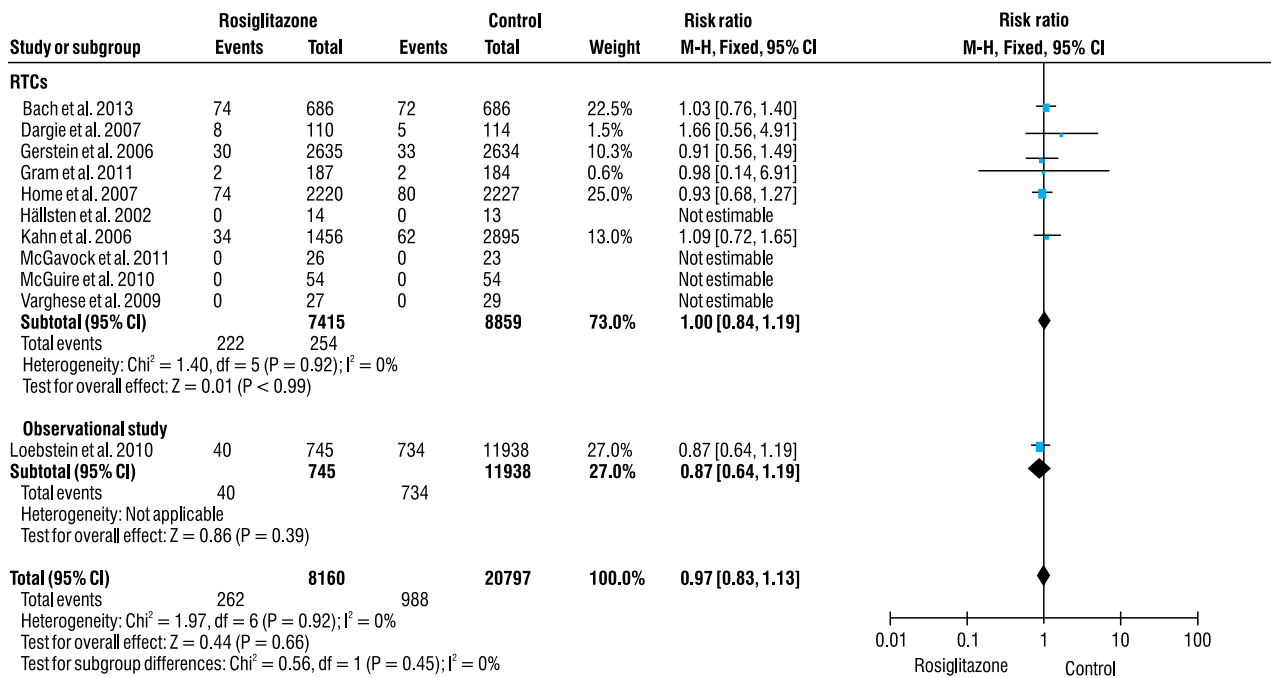 Rosiglitazone Control Risk ratio Risk ratio
Study or subgroup Events Total Events Total Weight M-H, Fixed, 95% CI M-H, Fixed, 95% CI
RTCs
Bach et al. 2013 74 686 72 686 22.5% 1.03 [0.76, 1.40]
Dargie et al. 2007 8 110 5 114 1.5% 1.66 [0.56, 4.91]
Gerstein et al. 2006 30 2635 33 2634 10.3% 0.91 [0.56, 1.49]
Gram et al. 2011 2 187 2 184 0.6% 0.98 [0.14, 6.91]
Home et al. 2007 74 2220 80 2227 25.0% 0.93 [0.68, 1.27]
Hällsten et al. 2002 0 14 0 13 Not estimable
Kahn et al. 2006 34 1456 62 2895 13.0% 1.09 [0.72, 1.65]
McGavock et al. 2011 0 26 0 23 Not estimable
McGuire et al. 2010 0 54 0 54 Not estimable
Varghese et al. 2009 0 27 0 29 Not estimable
Subtotal (95% CI) 7415 8859 73.0% 1.00 [0.84, 1.19]
Total events 222 254
Heterogeneity: Chi² = 1.40, df = 5 (P = 0.92); I² = 0%
Test for overall effect: Z = 0.01 (P < 0.99)
Observational study
Loebstein et al. 2010 40 745 734 11938 27.0% 0.87 [0.64, 1.19]
Subtotal (95% CI) 745 11938 27.0% 0.87 [0.64, 1.19]
Total events 40 734
Heterogeneity: Not applicable
Test for overall effect: Z = 0.86 (P = 0.39)
Total (95% CI) 8160 20797 100.0% 0.97 [0.83, 1.13]
Total events 262 988
Heterogeneity: Chi² = 1.97, df = 6 (P = 0.92); I² = 0%
Test for overall effect: Z = 0.44 (P = 0.66)
Test for subgroup differences: Chi² = 0.56, df = 1 (P = 0.45); I² = 0%
0.01 0.1 1 10 100
Rosiglitazone Control